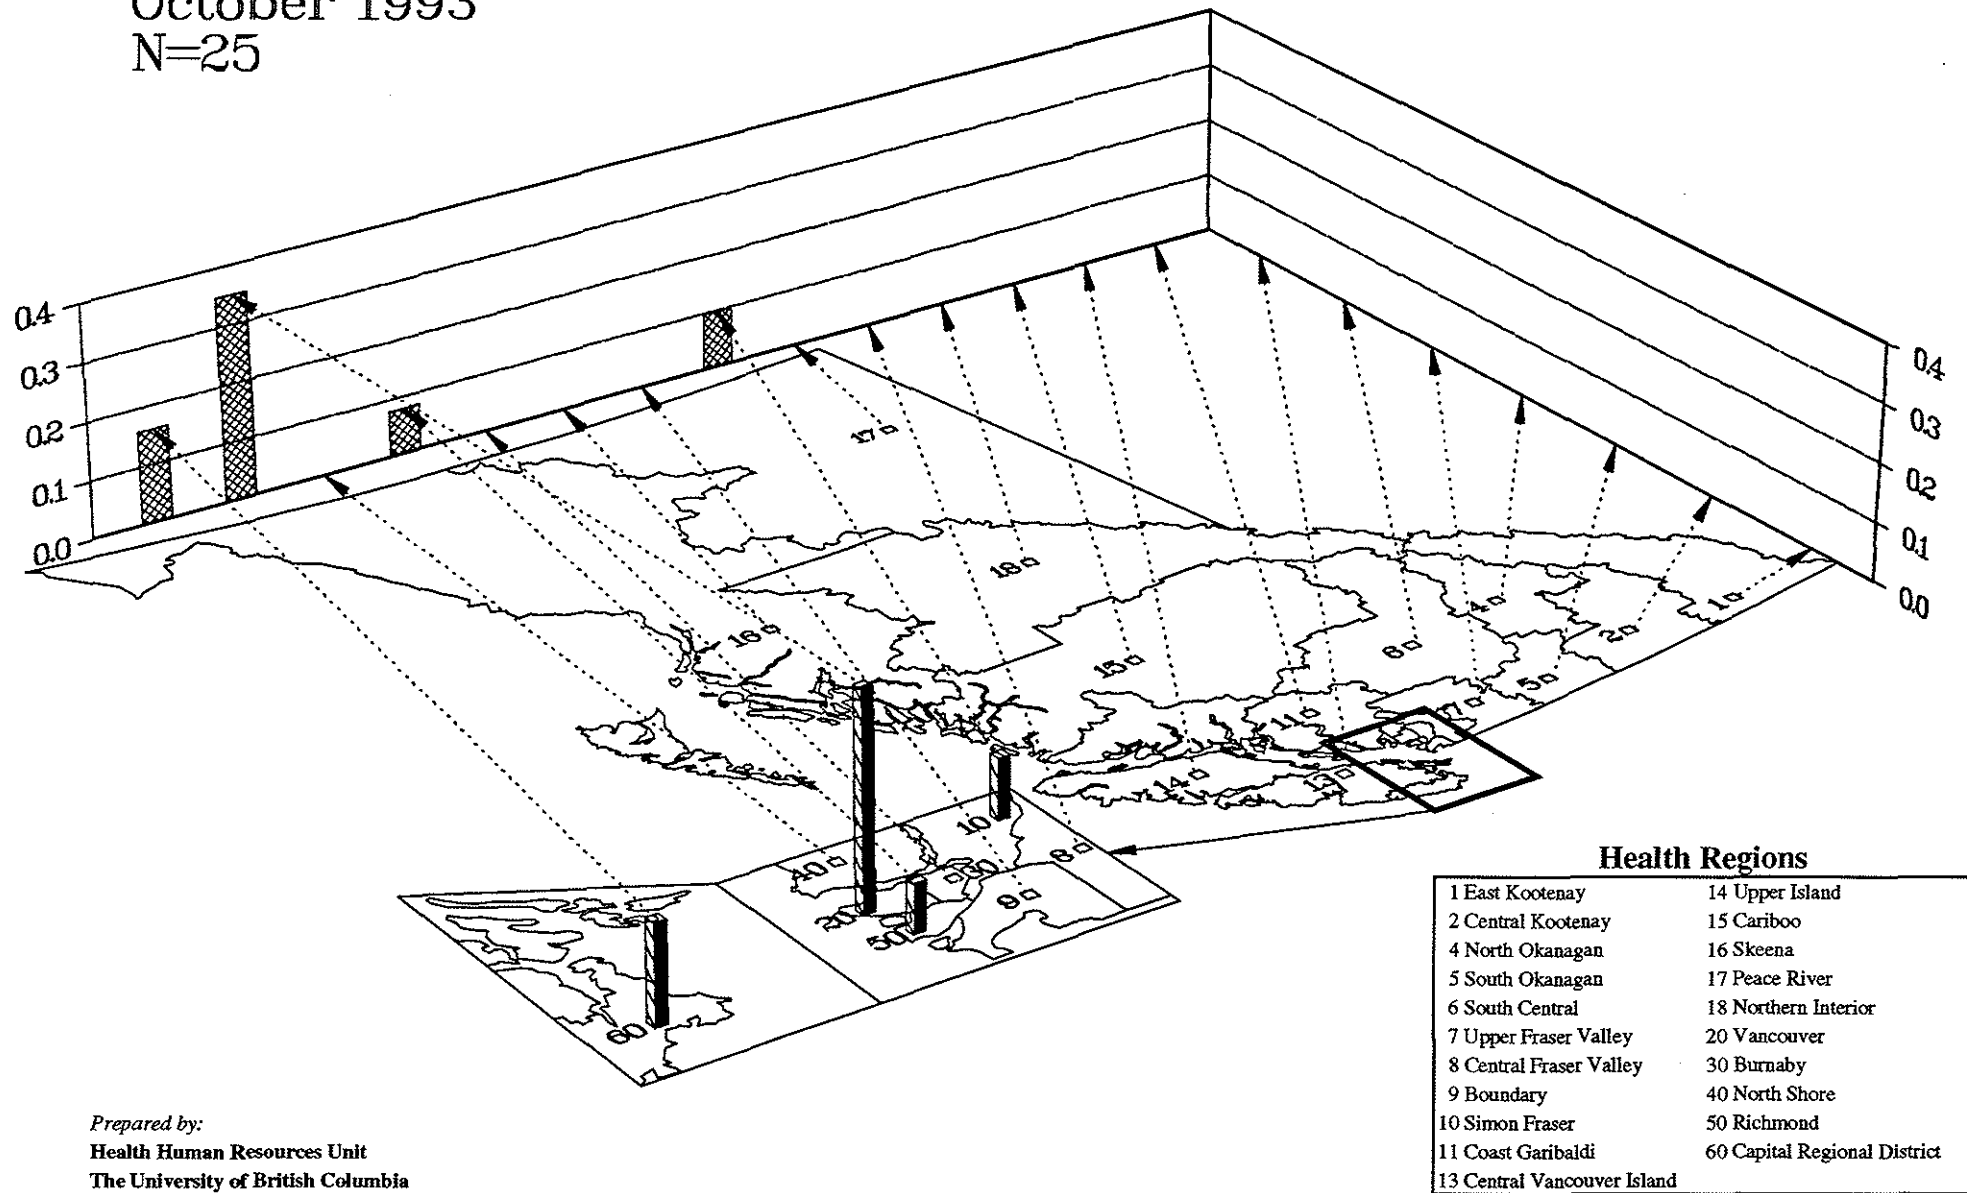 October 1993
N=25
0.4
0.3
0.2
0.1
0.0
0.4
0.3
0.2
0.1
0.0
17
18
16
15
14
13
11
6
4
2
1
5
7
10
40
30
8
9
20
50
60
Health Regions
1 East Kootenay 14 Upper Island
2 Central Kootenay 15 Cariboo
4 North Okanagan 16 Skeena
5 South Okanagan 17 Peace River
6 South Central 18 Northern Interior
7 Upper Fraser Valley 20 Vancouver
8 Central Fraser Valley 30 Burnaby
9 Boundary 40 North Shore
10 Simon Fraser 50 Richmond
11 Coast Garibaldi 60 Capital Regional District
13 Central Vancouver Island
Prepared by:
Health Human Resources Unit
The University of British Columbia